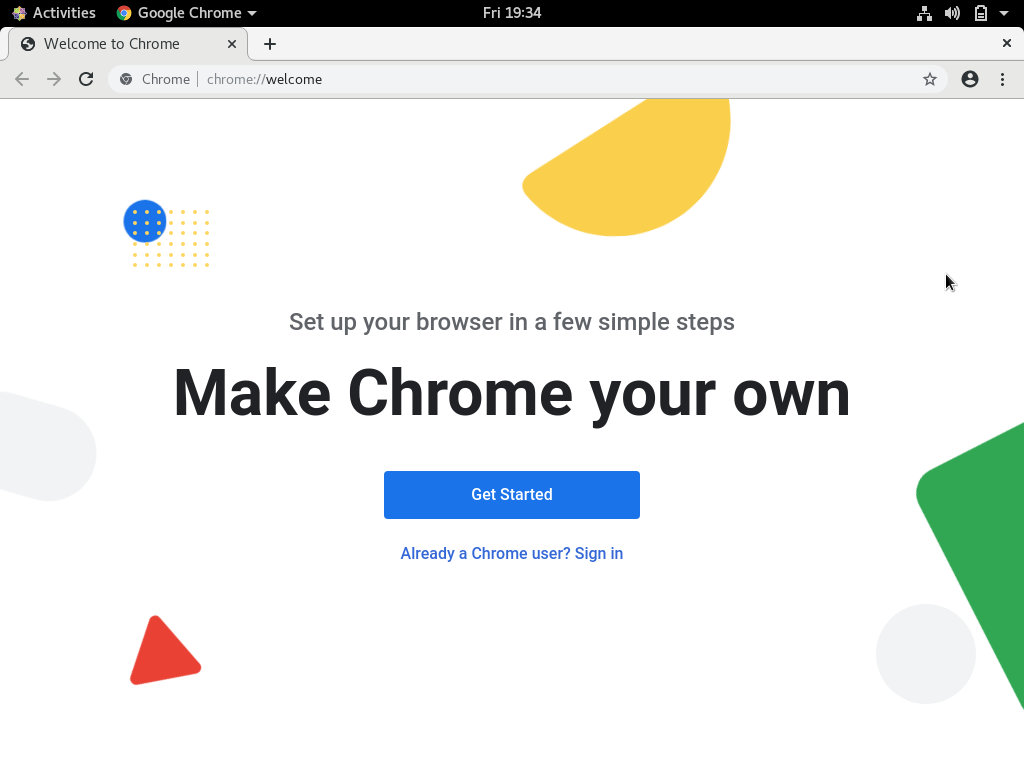 Activities Google Chrome Fri 19:34
Welcome to Chrome
Chrome chrome://welcome
Set up your browser in a few simple steps
Make Chrome your own
Get Started
Already a Chrome user? Sign in